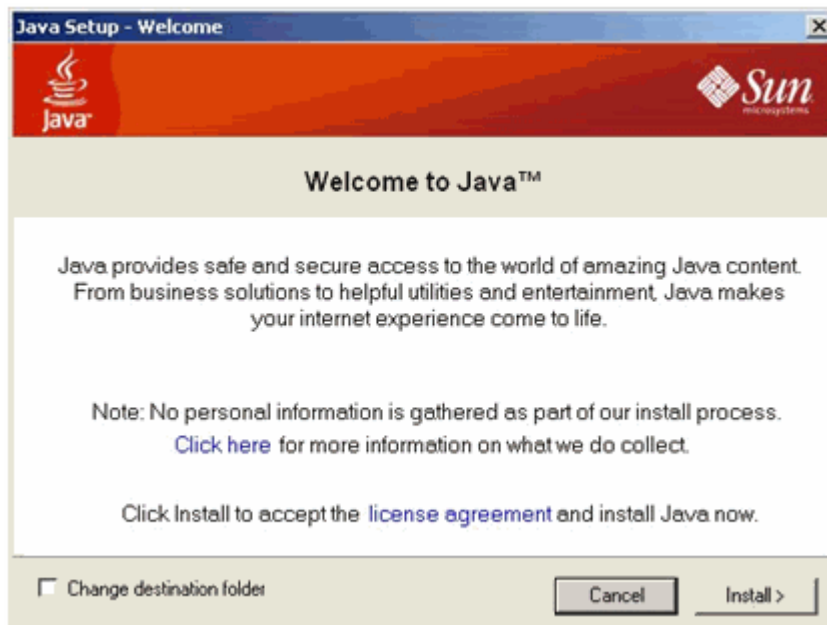 Java Setup - Welcome
Java™
Sun
microsystems
Welcome to Java™
Java provides safe and secure access to the world of amazing Java content.
From business solutions to helpful utilities and entertainment, Java makes
your internet experience come to life.
Note: No personal information is gathered as part of our install process.
Click here for more information on what we do collect.
Click Install to accept the license agreement and install Java now.
Change destination folder
Cancel
Install >